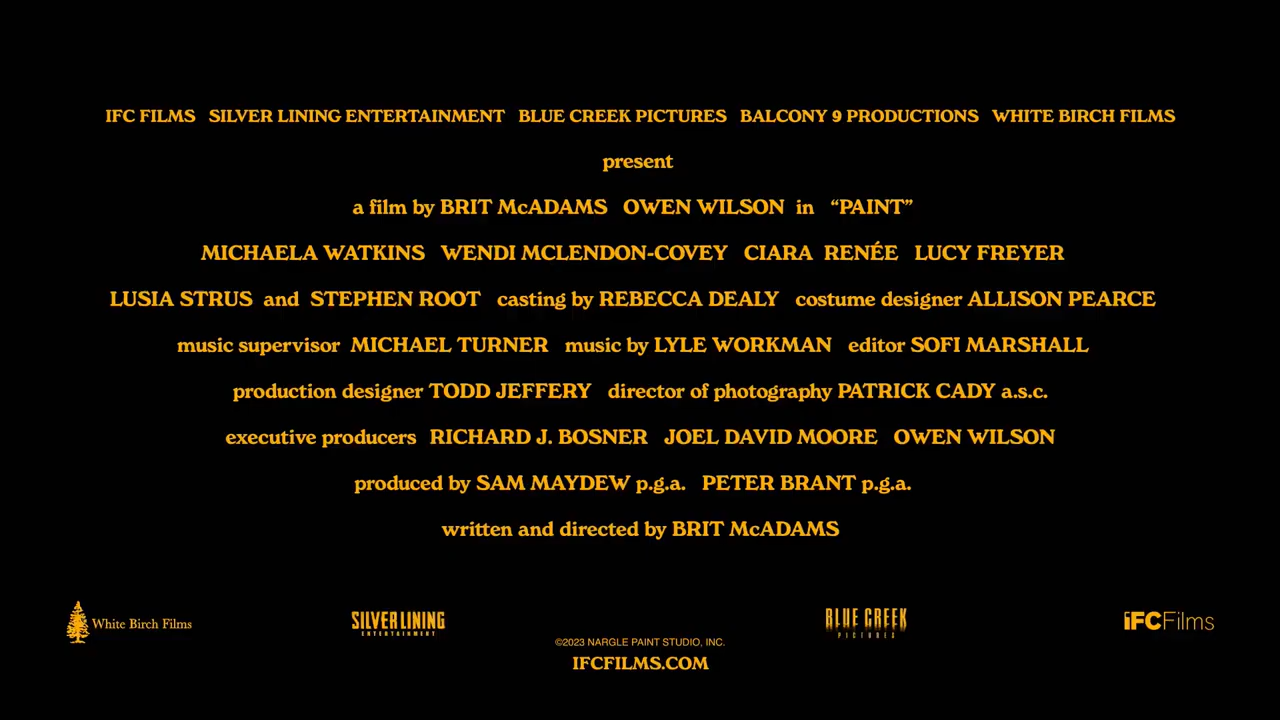 IFC FILMS SILVER LINING ENTERTAINMENT BLUE CREEK PICTURES BALCONY 9 PRODUCTIONS WHITE BIRCH FILMS
present
a film by BRIT McADAMS OWEN WILSON in “PAINT”
MICHAELA WATKINS WENDI MCLENDON-COVEY CIARA RENÉE LUCY FREYER
LUSIA STRUS and STEPHEN ROOT casting by REBECCA DEALY costume designer ALLISON PEARCE
music supervisor MICHAEL TURNER music by LYLE WORKMAN editor SOFI MARSHALL
production designer TODD JEFFERY director of photography PATRICK CADY a.s.c.
executive producers RICHARD J. BOSNER JOEL DAVID MOORE OWEN WILSON
produced by SAM MAYDEW p.g.a. PETER BRANT p.g.a.
written and directed by BRIT McADAMS
White Birch Films
SILVER LINING
ENTERTAINMENT
BLUE CREEK
PICTURES
iFC Films
©2023 NARGLE PAINT STUDIO, INC.
IFCFILMS.COM